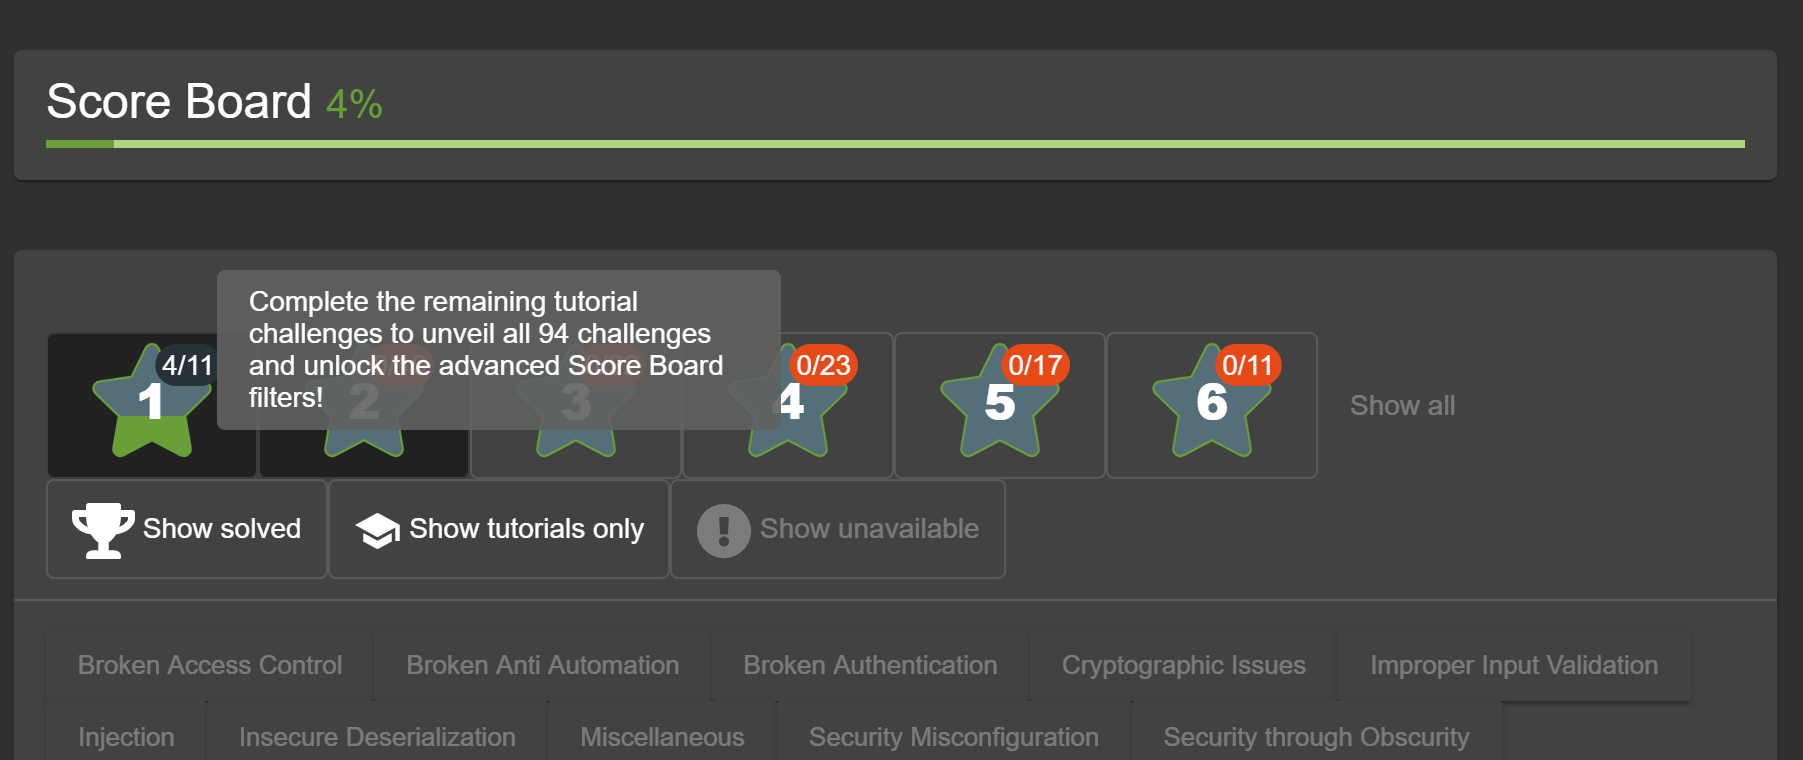 Score Board 4%
Complete the remaining tutorial
challenges to unveil all 94 challenges
and unlock the advanced Score Board
filters!
1 4/11
2
3
4 0/23
5 0/17
6 0/11
Show all
Show solved
Show tutorials only
Show unavailable
Broken Access Control
Broken Anti Automation
Broken Authentication
Cryptographic Issues
Improper Input Validation
Injection
Insecure Deserialization
Miscellaneous
Security Misconfiguration
Security through Obscurity